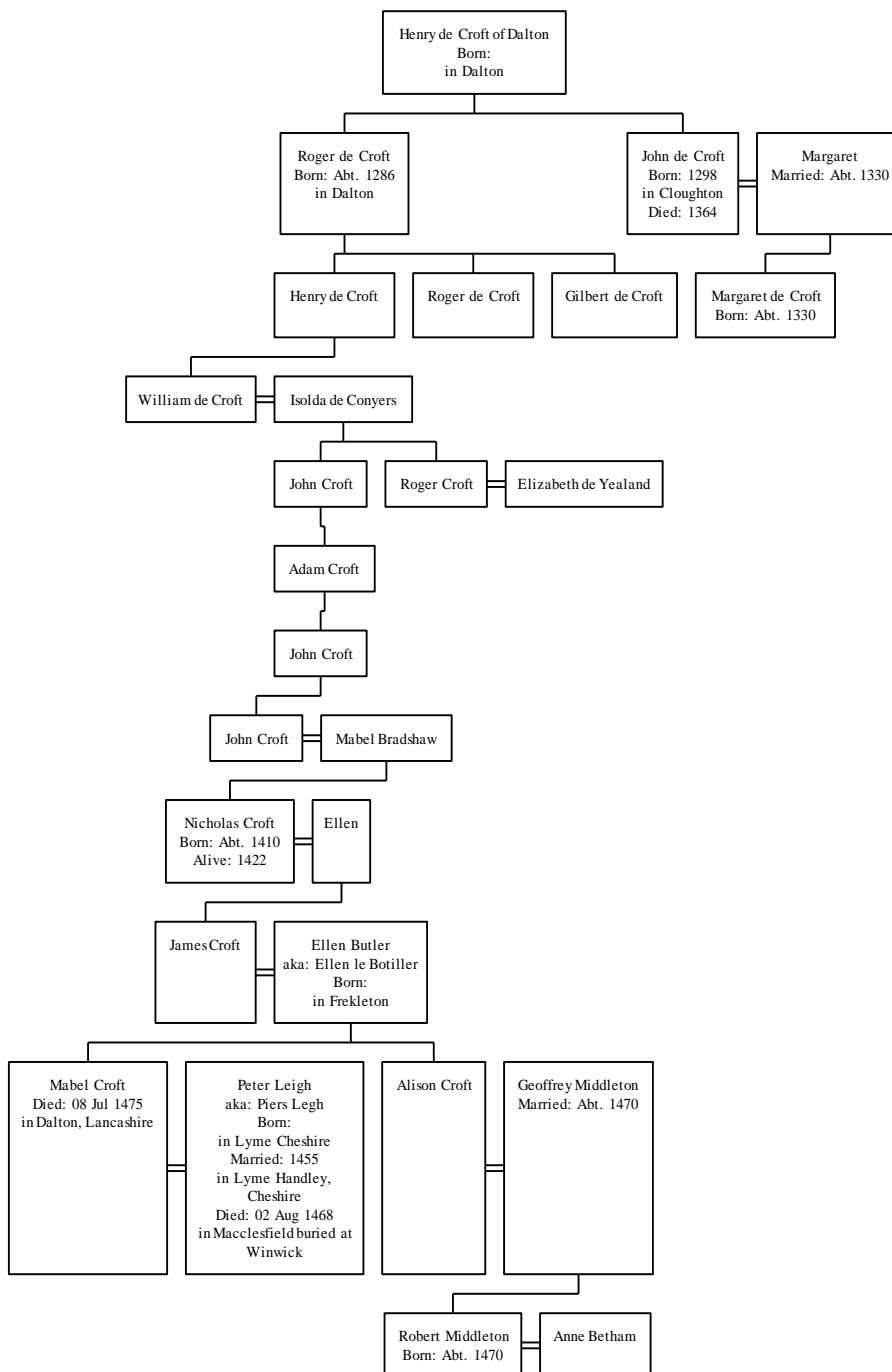 Henry de Croft of Dalton
Born:
in Dalton
Roger de Croft
Born: Abt. 1286
in Dalton
John de Croft
Born: 1298
in Cloughton
Died: 1364
Margaret
Married: Abt. 1330
Henry de Croft
Roger de Croft
Gilbert de Croft
Margaret de Croft
Born: Abt. 1330
William de Croft
Isolda de Conyers
John Croft
Roger Croft
Elizabeth de Yealand
Adam Croft
John Croft
John Croft
Mabel Bradshaw
Nicholas Croft
Born: Abt. 1410
Alive: 1422
Ellen
James Croft
Ellen Butler
aka: Ellen le Botiller
Born:
in Frekleton
Mabel Croft
Died: 08 Jul 1475
in Dalton, Lancashire
Peter Leigh
aka: Piers Legh
Born:
in Lyme Cheshire
Married: 1455
in Lyme Handley,
Cheshire
Died: 02 Aug 1468
in Macclesfield buried at
Winwick
Alison Croft
Geoffrey Middleton
Married: Abt. 1470
Robert Middleton
Born: Abt. 1470
Anne Betham